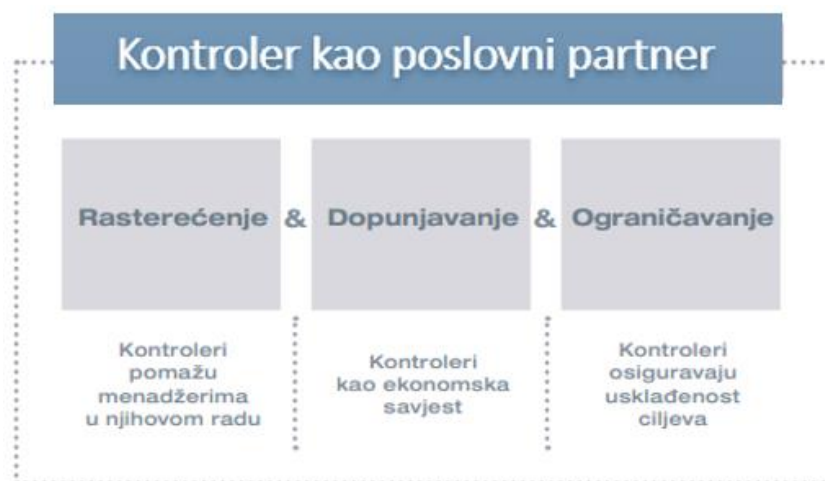 Kontroler kao poslovni partner
Rasterećenje & Dopunjavanje & Ograničavanje
Kontroleri
pomažu
menadžerima
u njihovom radu
Kontroleri
kao ekonomska
savjest
Kontroleri
osiguravaju
usklađenost
ciljeva